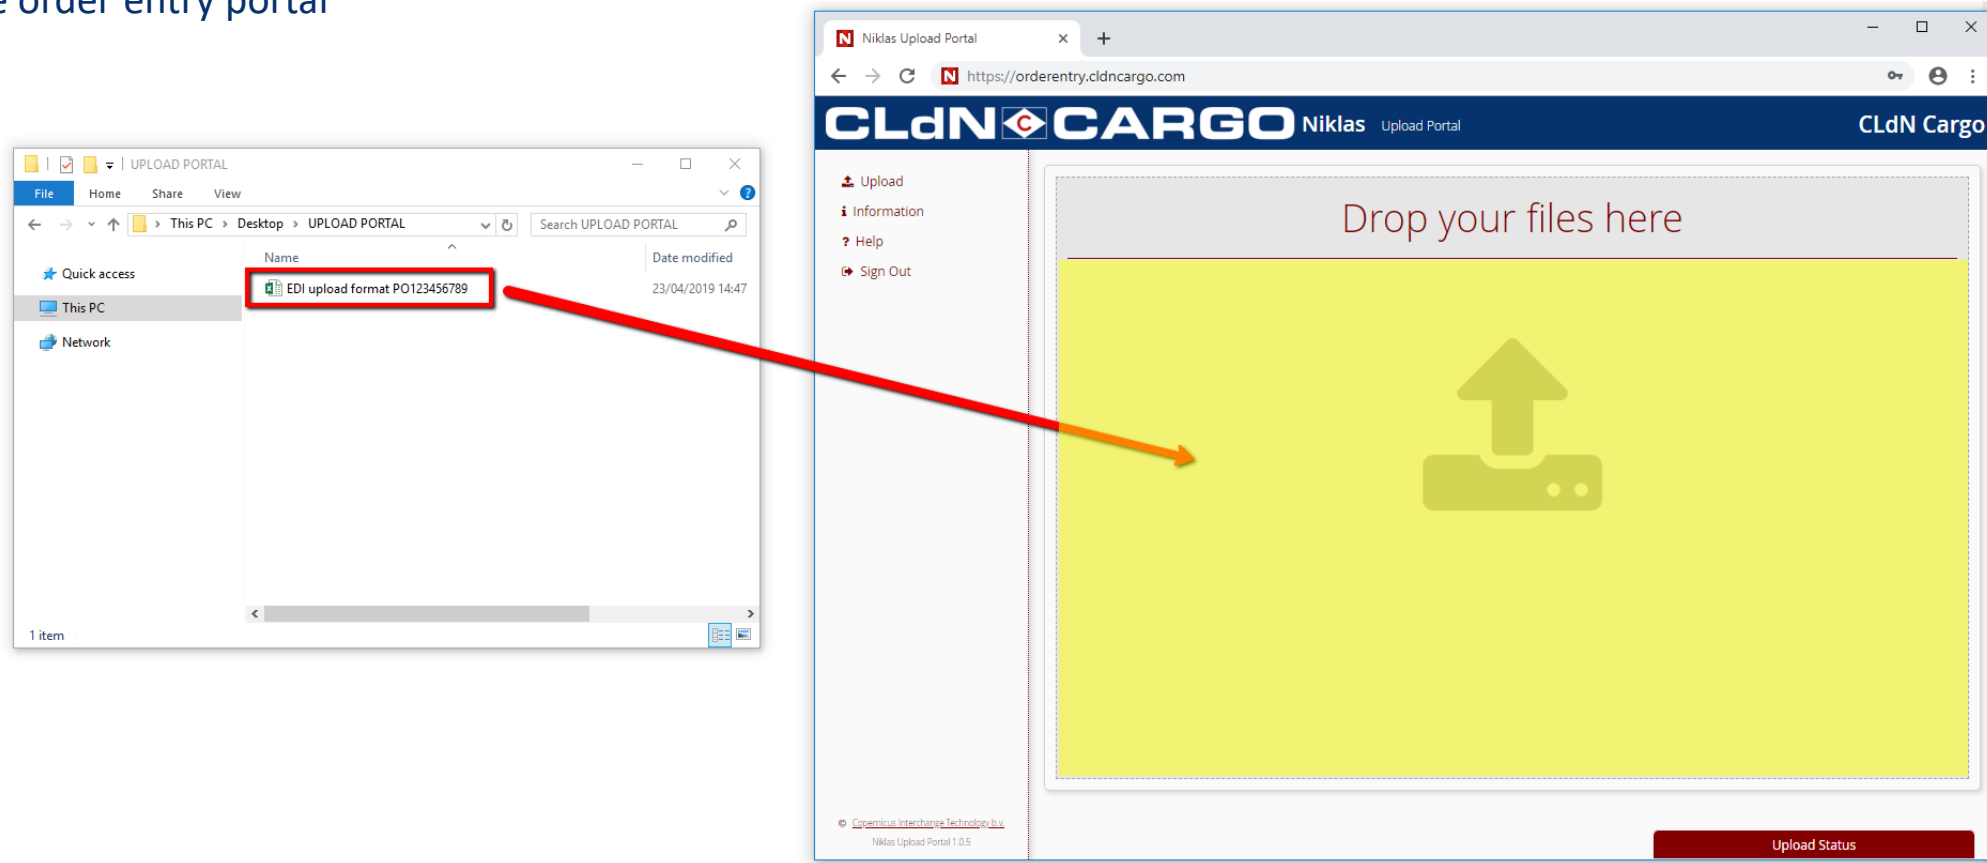 order entry portal
UPLOAD PORTAL
File Home Share View
This PC > Desktop > UPLOAD PORTAL
Search UPLOAD PORTAL
Name
Date modified
Quick access
This PC
Network
EDI upload format PO123456789
23/04/2019 14:47
1 item
Niklas Upload Portal
https://orderentry.cldncargo.com
CLdN C CARGO Niklas Upload Portal
CLdN Cargo
Upload
Information
Help
Sign Out
Drop your files here
© Copernicus Interchange Technology b.v.
Niklas Upload Portal 1.0.5
Upload Status